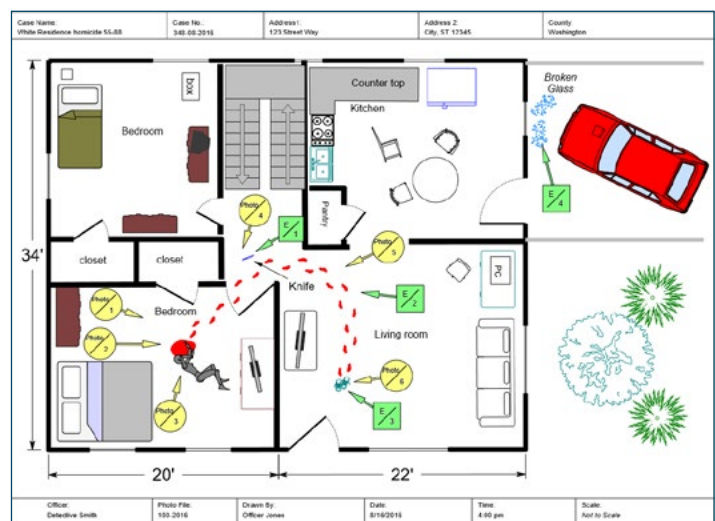 Case Name:
White Residence homicide 55-88
Case No:
348-08-2016
Address1:
123 Street Way
Address 2:
City, ST 12345
County
Washington
Broken
Glass
box
Counter top
Kitchen
Bedroom
E
4
Photo
4
E
1
Pantry
Photo
5
34'
closet
closet
Knife
PC
Photo
1
Bedroom
E
2
Photo
2
Living room
Photo
6
Photo
3
E
3
20'
22'
Officer:
Detective Smith
Photo File:
100-2016
Drawn By:
Officer Jones
Date:
8/16/2016
Time:
4:00 pm
Scale:
Not to Scale